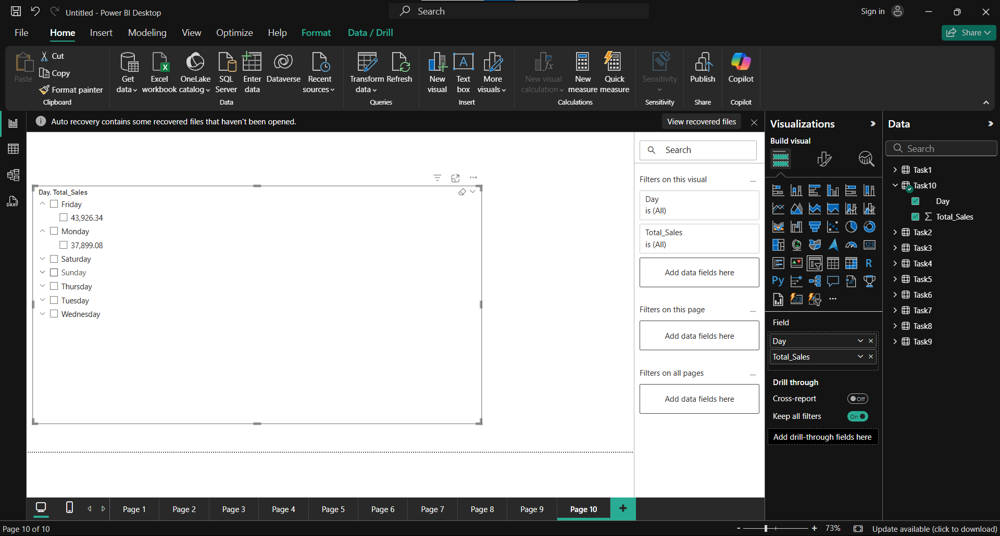 Untitled - Power BI Desktop
Search
Sign in
File
Home
Insert
Modeling
View
Optimize
Help
Format
Data / Drill
Share
Paste
Cut
Copy
Format painter
Clipboard
Get data
Excel workbook
OneLake catalog
SQL Server
Enter data
Dataverse
Recent sources
Data
Transform data
Refresh
Queries
New visual
Text box
More visuals
Insert
New visual calculation
New measure
Quick measure
Calculations
Sensitivity
Sensitivity
Publish
Share
Copilot
Copilot
Auto recovery contains some recovered files that haven't been opened.
View recovered files
Day, Total_Sales
Friday
43,926.34
Monday
37,899.08
Saturday
Sunday
Thursday
Tuesday
Wednesday
Search
Filters on this visual
...
Day
is (All)
Total_Sales
is (All)
Add data fields here
Filters on this page
...
Add data fields here
Filters on all pages
...
Add data fields here
Visualizations
Build visual
123
R
Py
123
Field
Day
Total_Sales
Drill through
Cross-report
Off
Keep all filters
On
Add drill-through fields here
Data
Search
Task1
Task10
Day
Total_Sales
Task2
Task3
Task4
Task5
Task6
Task7
Task8
Task9
DAX
Page 1
Page 2
Page 3
Page 4
Page 5
Page 6
Page 7
Page 8
Page 9
Page 10
+
Page 10 of 10
- + 73%
Update available (click to download)